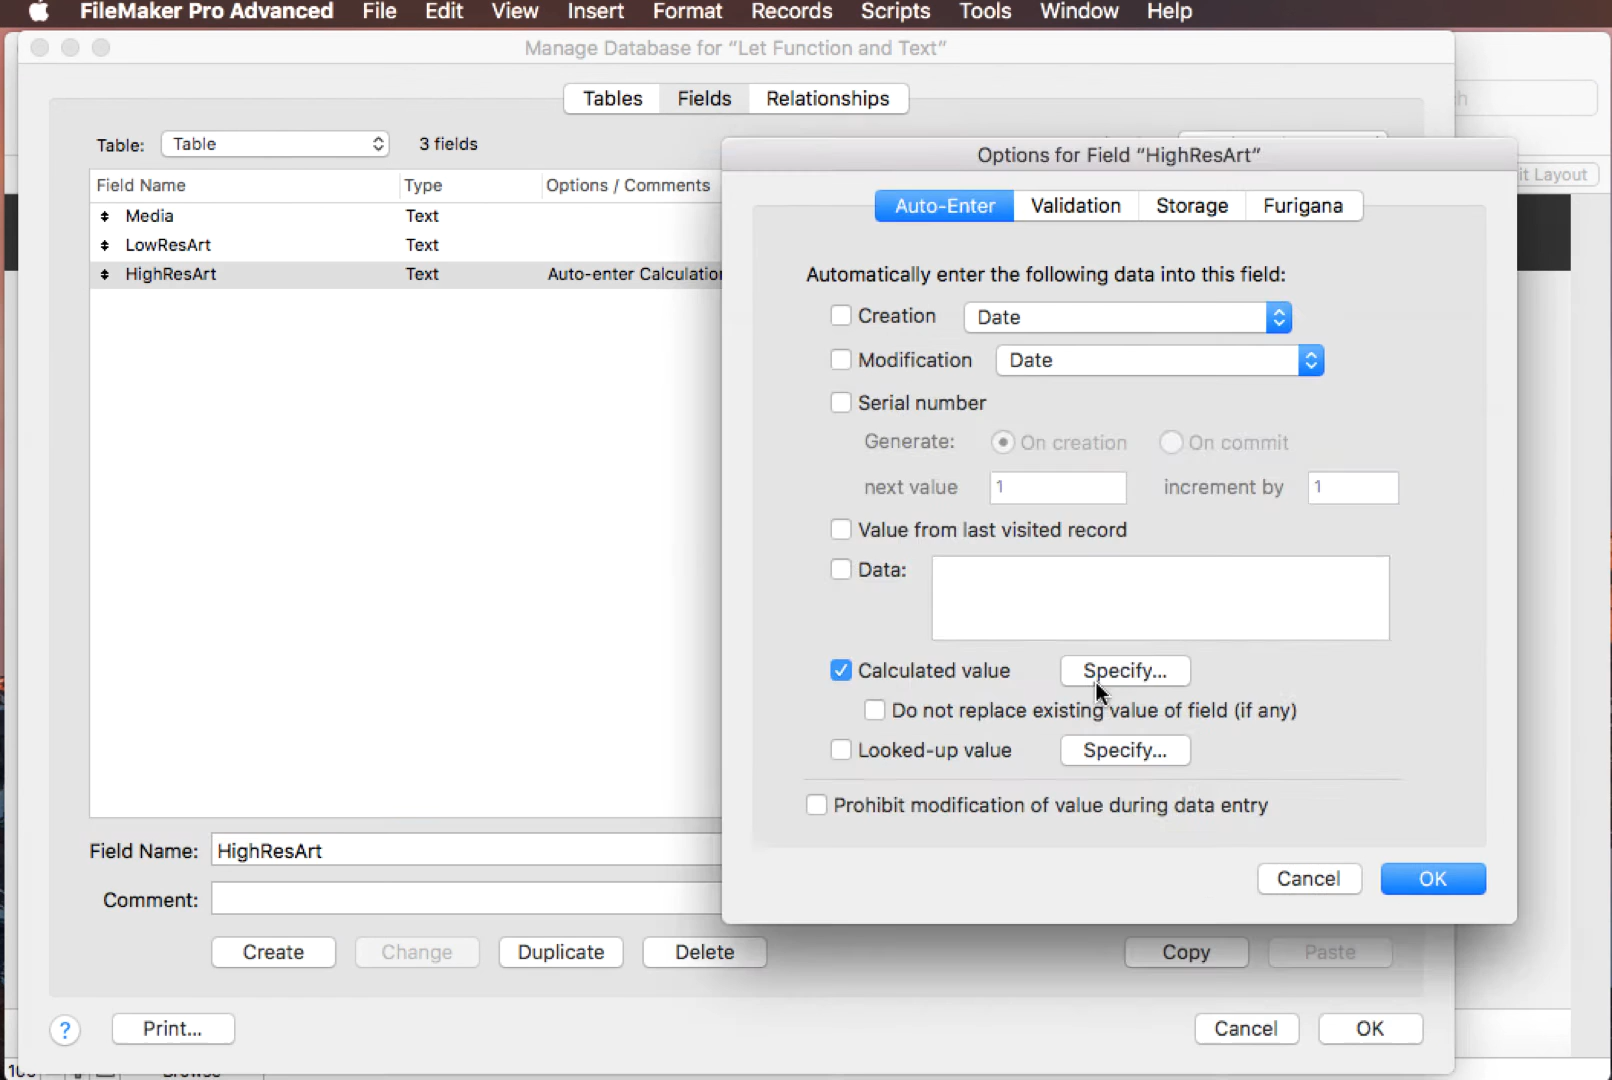 FileMaker Pro Advanced File Edit View Insert Format Records Scripts Tools Window Help
Manage Database for “Let Function and Text”
Tables Fields Relationships
Table: Table 3 fields
Field Name Type Options / Comments
Media Text
LowResArt Text
HighResArt Text Auto-enter Calculation
Field Name: HighResArt
Comment:
Create Change Duplicate Delete Copy Paste
? Print... Cancel OK
Options for Field “HighResArt”
Auto-Enter Validation Storage Furigana
Automatically enter the following data into this field:
Creation Date
Modification Date
Serial number
Generate: On creation On commit
next value 1 increment by 1
Value from last visited record
Data:
Calculated value Specify...
Do not replace existing value of field (if any)
Looked-up value Specify...
Prohibit modification of value during data entry
Cancel OK
Layout